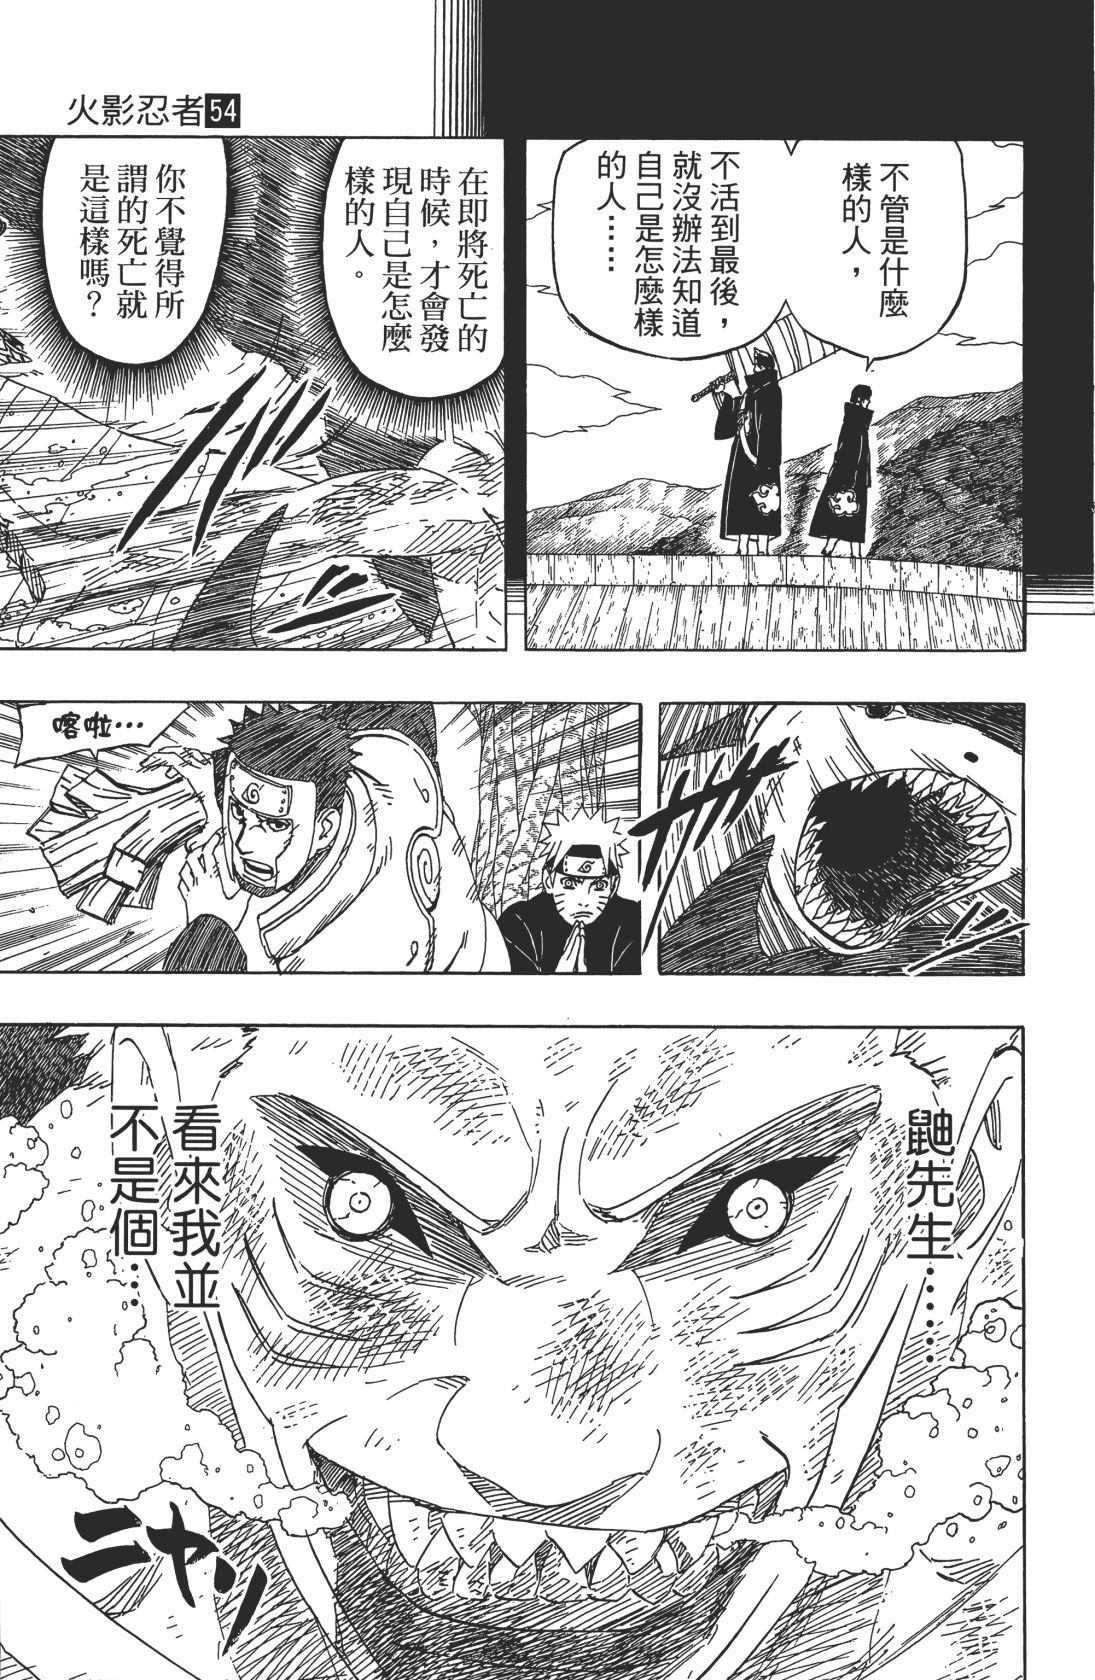 火影忍者54
不管是什麼
樣的人，
不活到最後，
就沒辦法知道
自己是怎麼樣
的人……
在即將死亡的
時候，才會發
現自己是怎麼
樣的人。
你不覺得所
謂的死亡就
是這樣嗎？
喀啦…
鼬先生……
看來我並
不是個…
ニヤッ